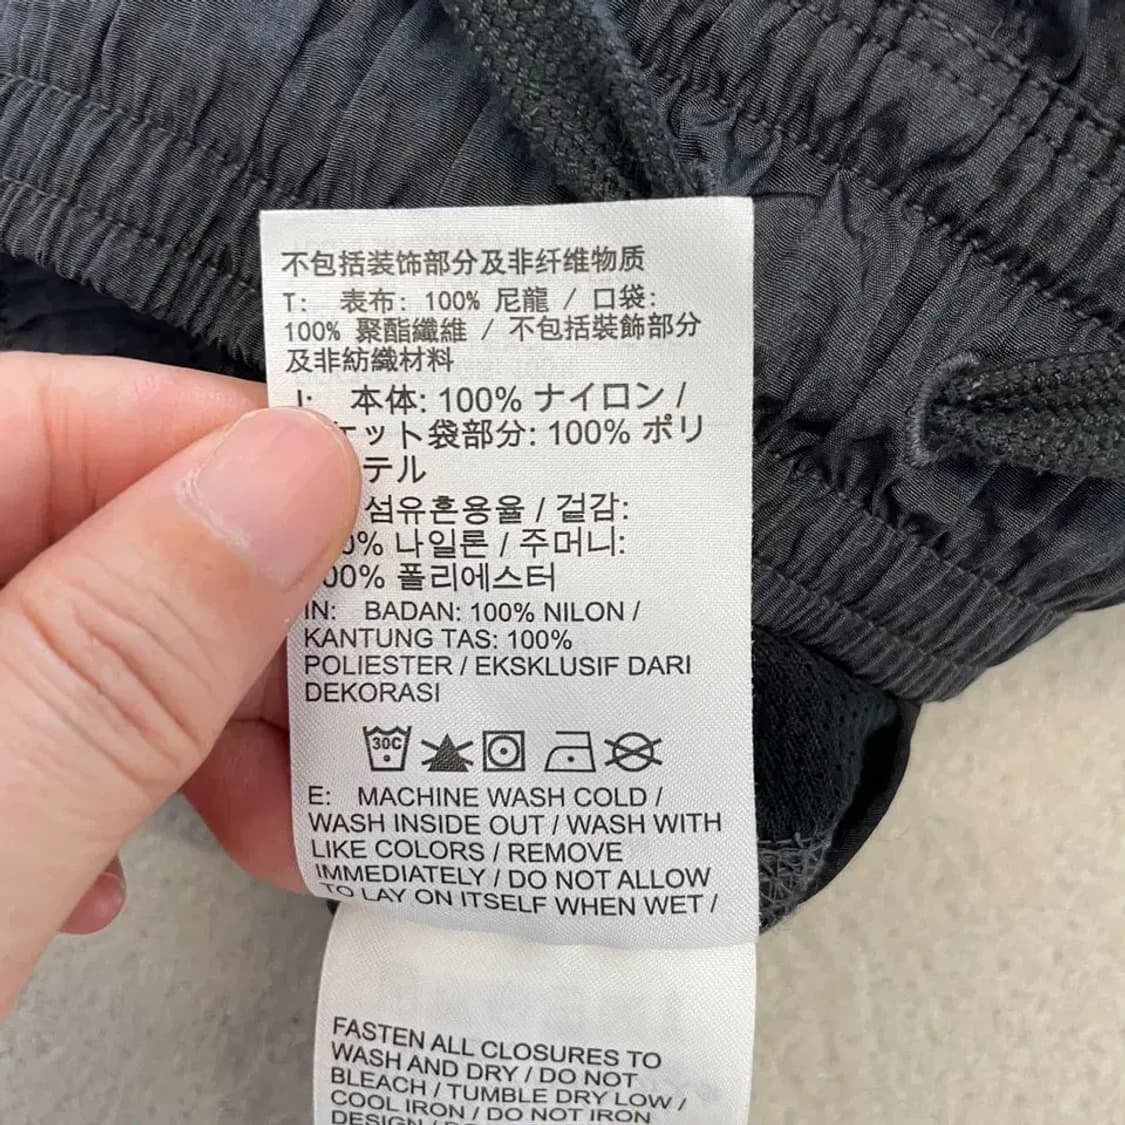 不包括装饰部分及非纤维物质
T: 表布: 100% 尼龍 / 口袋:
100% 聚酯纖維 / 不包括裝飾部分
及非紡織材料
本体: 100% ナイロン /
ケット袋部分: 100% ポリ
テル
섬유혼용율 / 겉감:
0% 나일론 / 주머니:
00% 폴리에스터
IN: BADAN: 100% NILON /
KANTUNG TAS: 100%
POLIESTER / EKSKLUSIF DARI
DEKORASI
30C
E: MACHINE WASH COLD /
WASH INSIDE OUT / WASH WITH
LIKE COLORS / REMOVE
IMMEDIATELY / DO NOT ALLOW
TO LAY ON ITSELF WHEN WET /
FASTEN ALL CLOSURES TO
WASH AND DRY / DO NOT
BLEACH / TUMBLE DRY LOW /
COOL IRON / DO NOT IRON
DESIGN /